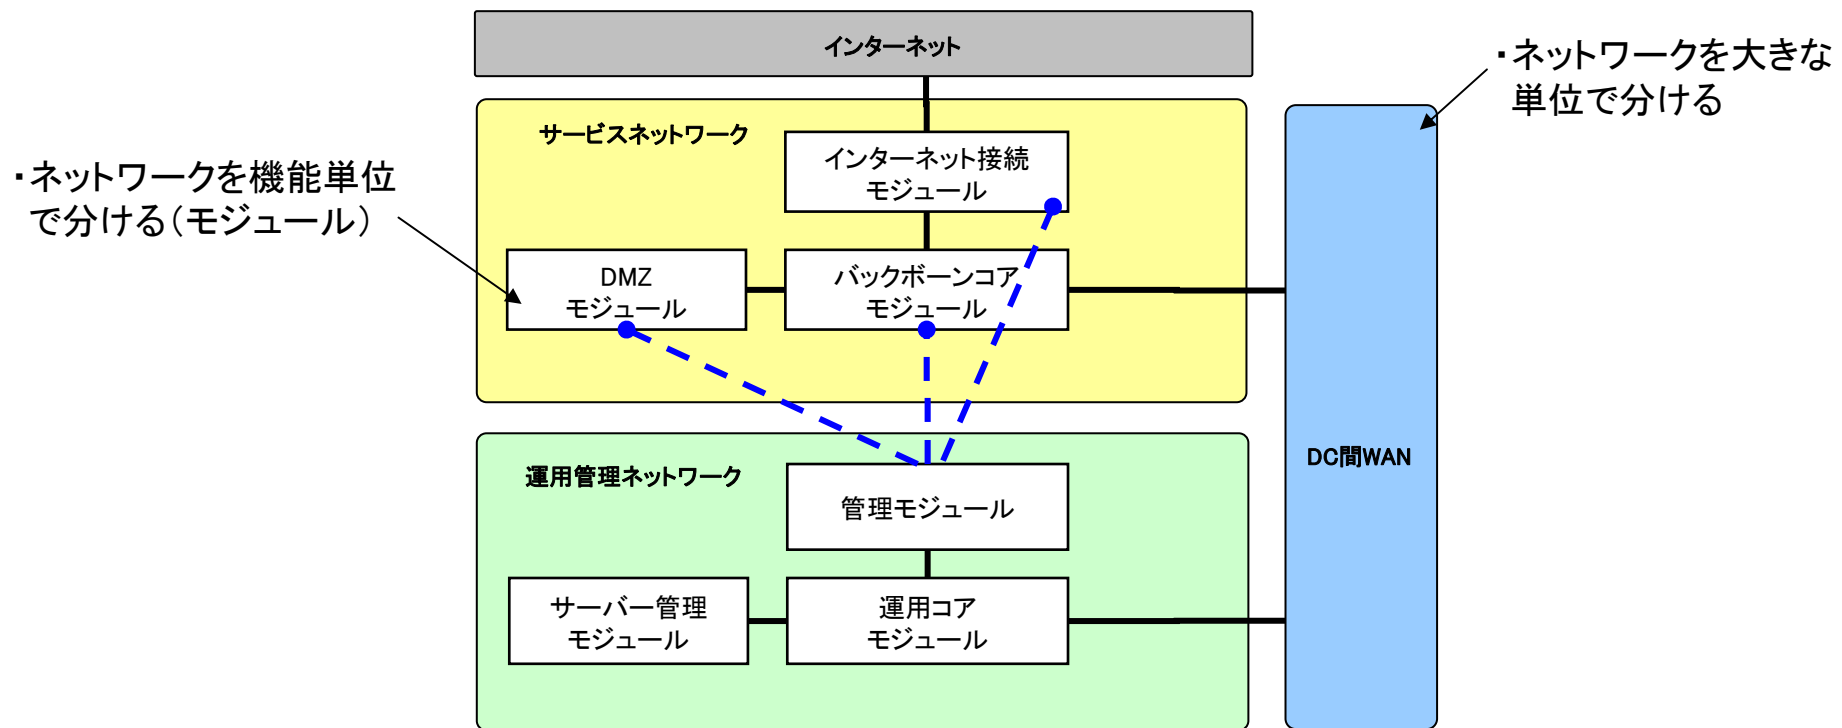 インターネット
・ネットワークを大きな
単位で分ける
サービスネットワーク
インターネット接続
モジュール
・ネットワークを機能単位
で分ける(モジュール)
DMZ
モジュール
バックボーンコア
モジュール
DC間WAN
運用管理ネットワーク
管理モジュール
サーバー管理
モジュール
運用コア
モジュール